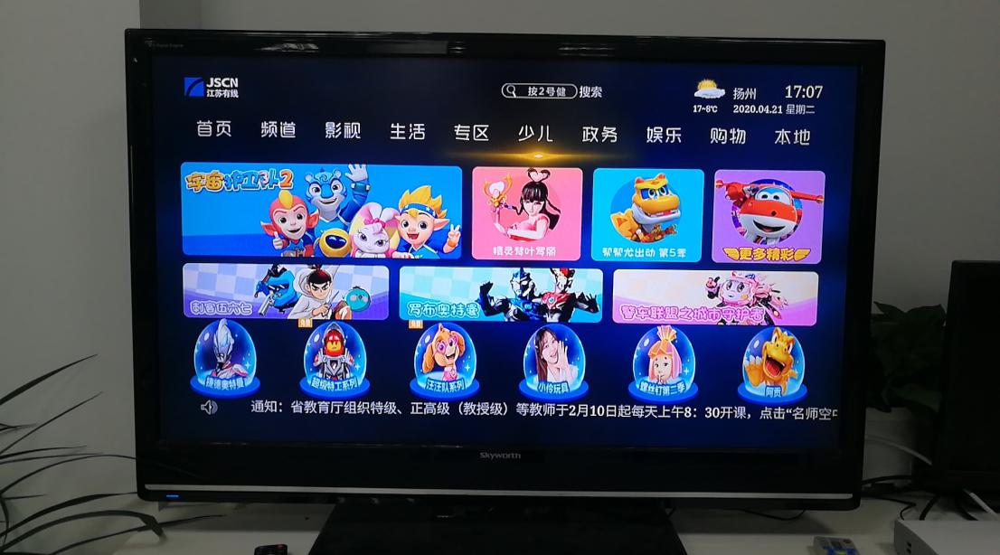 JSCN
江苏有线
按2号健 搜索
扬州 17:07
17~8℃ 2020.04.21 星期二
首页 频道 影视 生活 专区 少儿 政务 娱乐 购物 本地
宇宙护卫队2
精灵梦叶罗丽
帮帮龙出动 第5季
更多精彩
刺客伍六七
罗布奥特曼
警车联盟之城市守护者
免费
免费
捷德奥特曼
超级特工系列
汪汪队系列
小伶玩具
螺丝钉第二季
阿贡
通知：省教育厅组织特级、正高级（教授级）等教师于2月10日起每天上午8：30开课，点击“名师空中
Skyworth